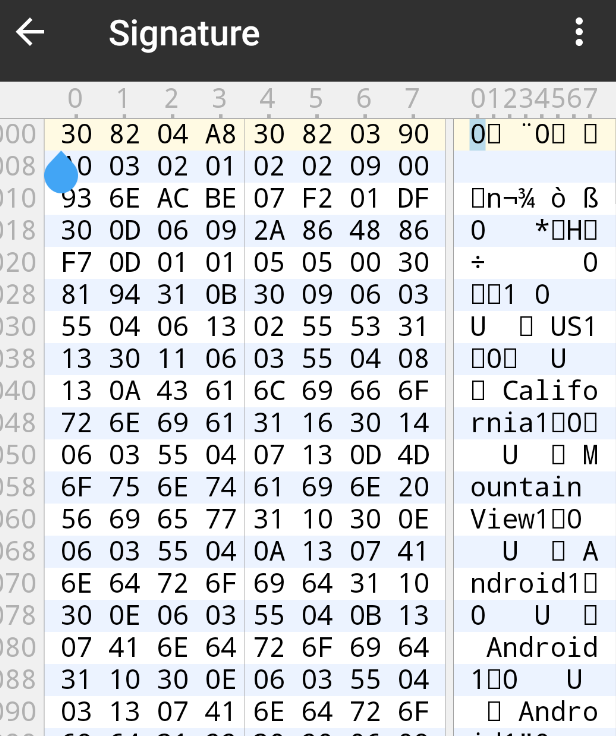 Signature
0 1 2 3 4 5 6 7 01234567
000 30 82 04 A8 30 82 03 90 0□ ¨0□ □
008 A0 03 02 01 02 02 09 00
010 93 6E AC BE 07 F2 01 DF □n¬¾ ò ß
018 30 0D 06 09 2A 86 48 86 0 *□H□
020 F7 0D 01 01 05 05 00 30 ÷ 0
028 81 94 31 0B 30 09 06 03 □□1 0
030 55 04 06 13 02 55 53 31 U □ US1
038 13 30 11 06 03 55 04 08 □0□ U
040 13 0A 43 61 6C 69 66 6F □ Califo
048 72 6E 69 61 31 16 30 14 rnia1□0□
050 06 03 55 04 07 13 0D 4D U □ M
058 6F 75 6E 74 61 69 6E 20 ountain
060 56 69 65 77 31 10 30 0E View1□0
068 06 03 55 04 0A 13 07 41 U □ A
070 6E 64 72 6F 69 64 31 10 ndroid1□
078 30 0E 06 03 55 04 0B 13 0 U □
080 07 41 6E 64 72 6F 69 64 Android
088 31 10 30 0E 06 03 55 04 1□0 U
090 03 13 07 41 6E 64 72 6F □ Andro